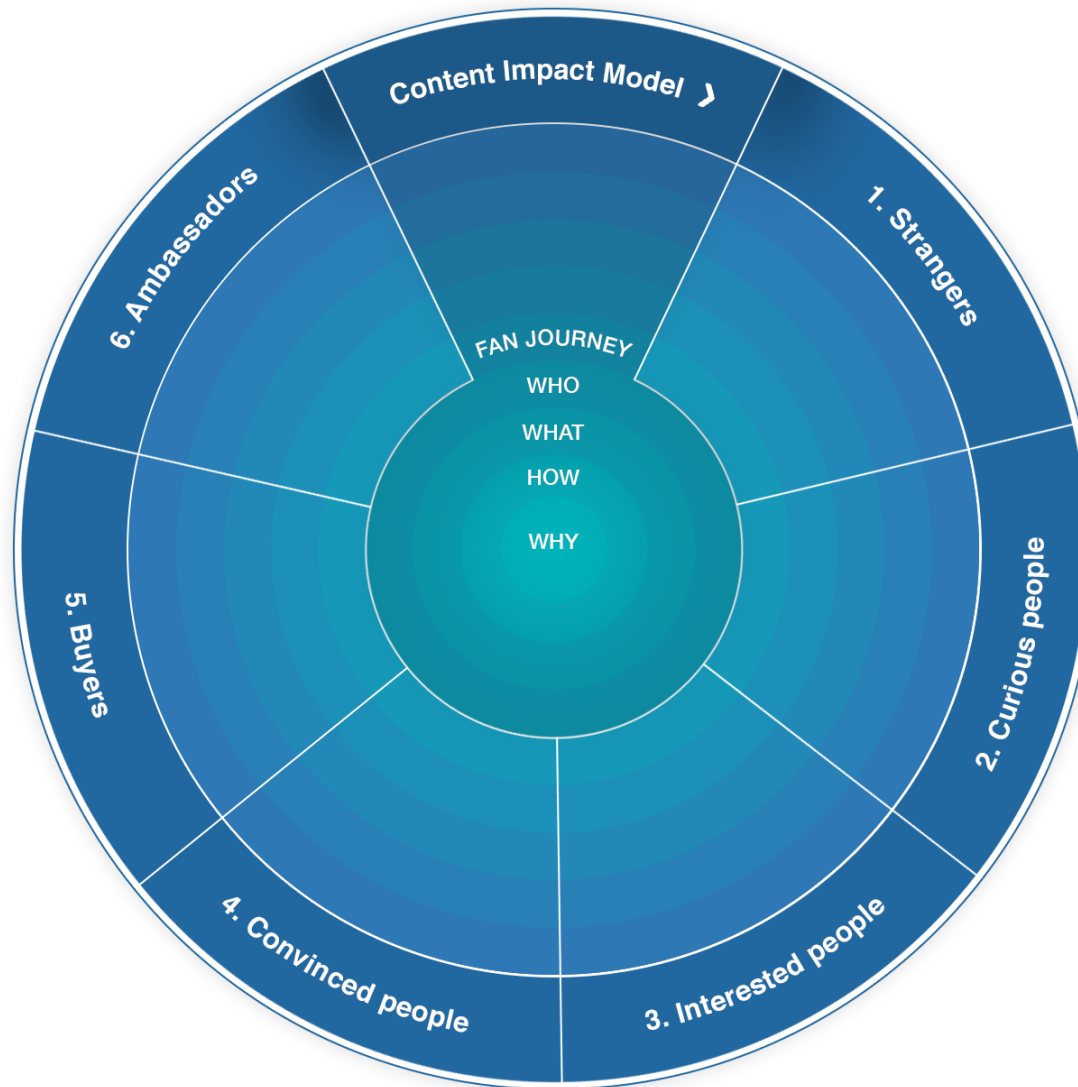 Content Impact Model ❯
1. Strangers
2. Curious people
3. Interested people
4. Convinced people
5. Buyers
6. Ambassadors
FAN JOURNEY
WHO
WHAT
HOW
WHY